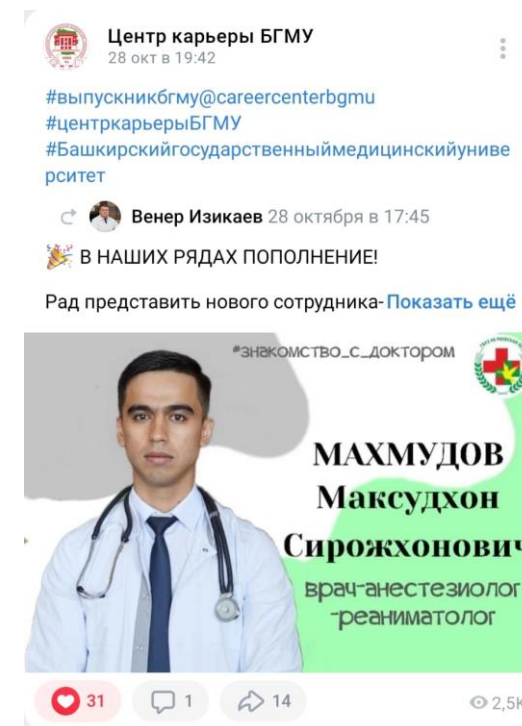 Центр карьеры БГМУ
28 окт в 19:42
#выпускникбгму@careercenterbgmu
#центркарьерыБГМУ
#Башкирскийгосударственныймедицинскийуниве
рситет
Венер Изикаев 28 октября в 17:45
🎉 В НАШИХ РЯДАХ ПОПОЛНЕНИЕ!
Рад представить нового сотрудника- Показать ещё
#знакомство_с_доктором
МАХМУДОВ
Максудхон
Сирожхонович
врач-анестезиолог
-реаниматолог
31 1 14 2,5K